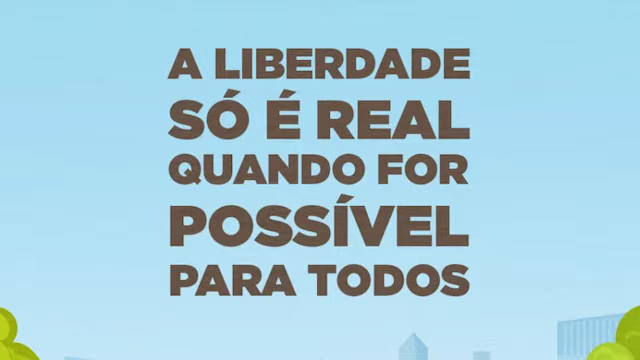 A LIBERDADE
SÓ É REAL
QUANDO FOR
POSSÍVEL
PARA TODOS